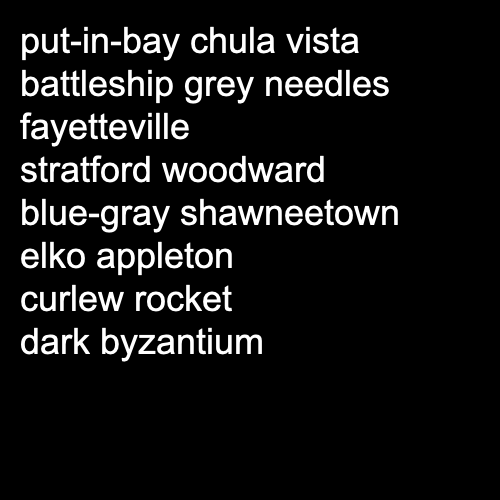 put-in-bay chula vista
battleship grey needles
fayetteville
stratford woodward
blue-gray shawneetown
elko appleton
curlew rocket
dark byzantium